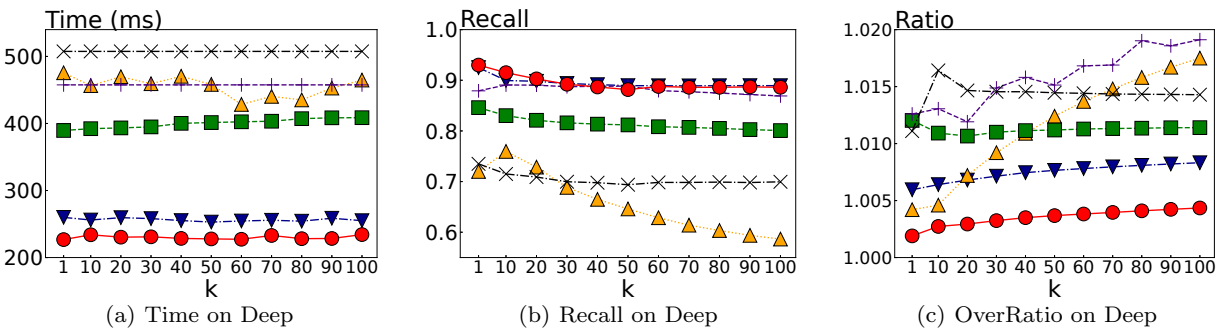 Time (ms)
500
400
300
200
1 10 20 30 40 50 60 70 80 90 100
k
(a) Time on Deep
Recall
1.0
0.9
0.8
0.7
0.6
1 10 20 30 40 50 60 70 80 90 100
k
(b) Recall on Deep
Ratio
1.020
1.015
1.010
1.005
1.000
1 10 20 30 40 50 60 70 80 90 100
k
(c) OverRatio on Deep